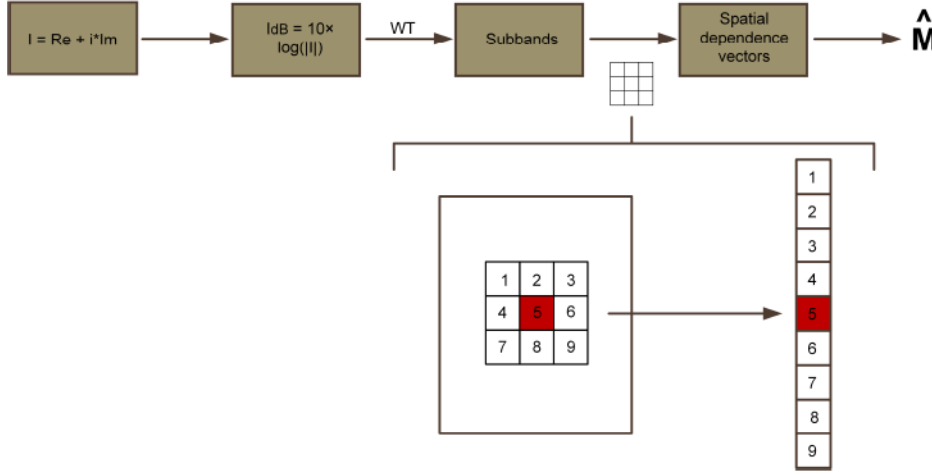 I = Re + i*Im
IdB = 10×
log(|I|)
WT
Subbands
Spatial
dependence
vectors
M̂
1 2 3
4 5 6
7 8 9
1
2
3
4
5
6
7
8
9